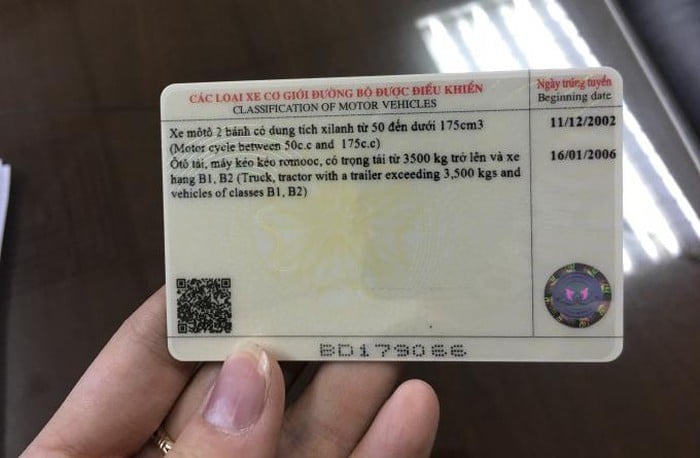 CÁC LOẠI XE CƠ GIỚI ĐƯỜNG BỘ ĐƯỢC ĐIỀU KHIỂN
CLASSIFICATION OF MOTOR VEHICLES
Ngày trúng tuyển
Beginning date
Xe môtô 2 bánh có dung tích xilanh từ 50 đến dưới 175cm3
(Motor cycle between 50c.c and 175c.c)
11/12/2002
Ôtô tải, máy kéo kéo rơmooc, có trọng tải từ 3500 kg trở lên và xe
hạng B1, B2 (Truck, tractor with a trailer exceeding 3,500 kgs and
vehicles of classes B1, B2)
16/01/2006
BD179066